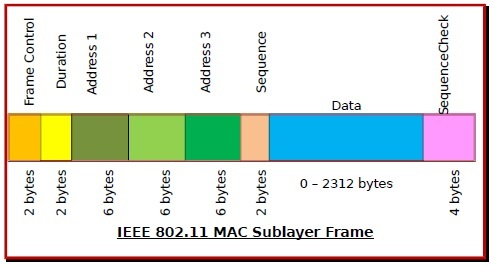 Frame Control
Duration
Address 1
Address 2
Address 3
Sequence
Data
SequenceCheck
2 bytes
2 bytes
6 bytes
6 bytes
6 bytes
2 bytes
0 – 2312 bytes
4 bytes
IEEE 802.11 MAC Sublayer Frame